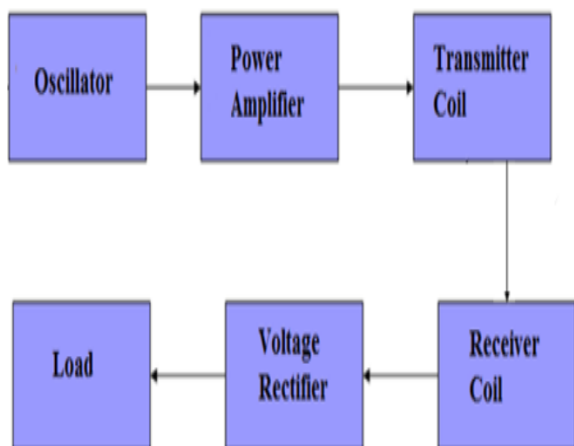 Oscillator
Power
Amplifier
Transmitter
Coil
Load
Voltage
Rectifier
Receiver
Coil